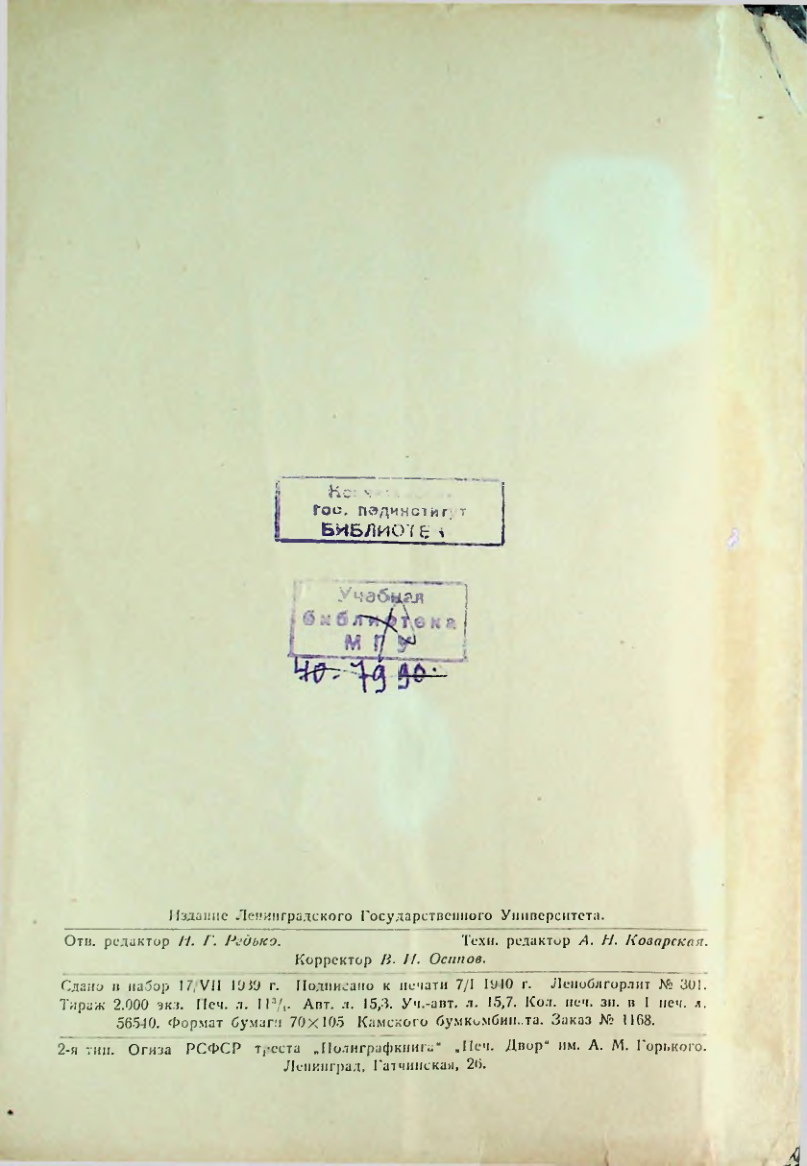 гос. пединститут
БИБЛИОТЕ
Учебная
библиотека
МПУ
40-7990
Издание Ленинградского Государственного Университета.
Отв. редактор Н. Г. Редько. Техн. редактор А. Н. Коварская.
Корректор В. И. Осипов.
Сдано в набор 17/VII 1939 г. Подписано к печати 7/I 1940 г. Леноблгорлит № 301.
Тираж 2.000 экз. Печ. л. Авт. л. 15,3. Уч.-авт. л. 15,7. Кол. печ. зн. в 1 печ. л.
56540. Формат бумаги 70×105 Камского бумкомбината. Заказ № 1168.
2-я тип. Огиза РСФСР треста „Полиграфкнига“ „Печ. Двор“ им. А. М. Горького.
Ленинград, Гатчинская, 26.